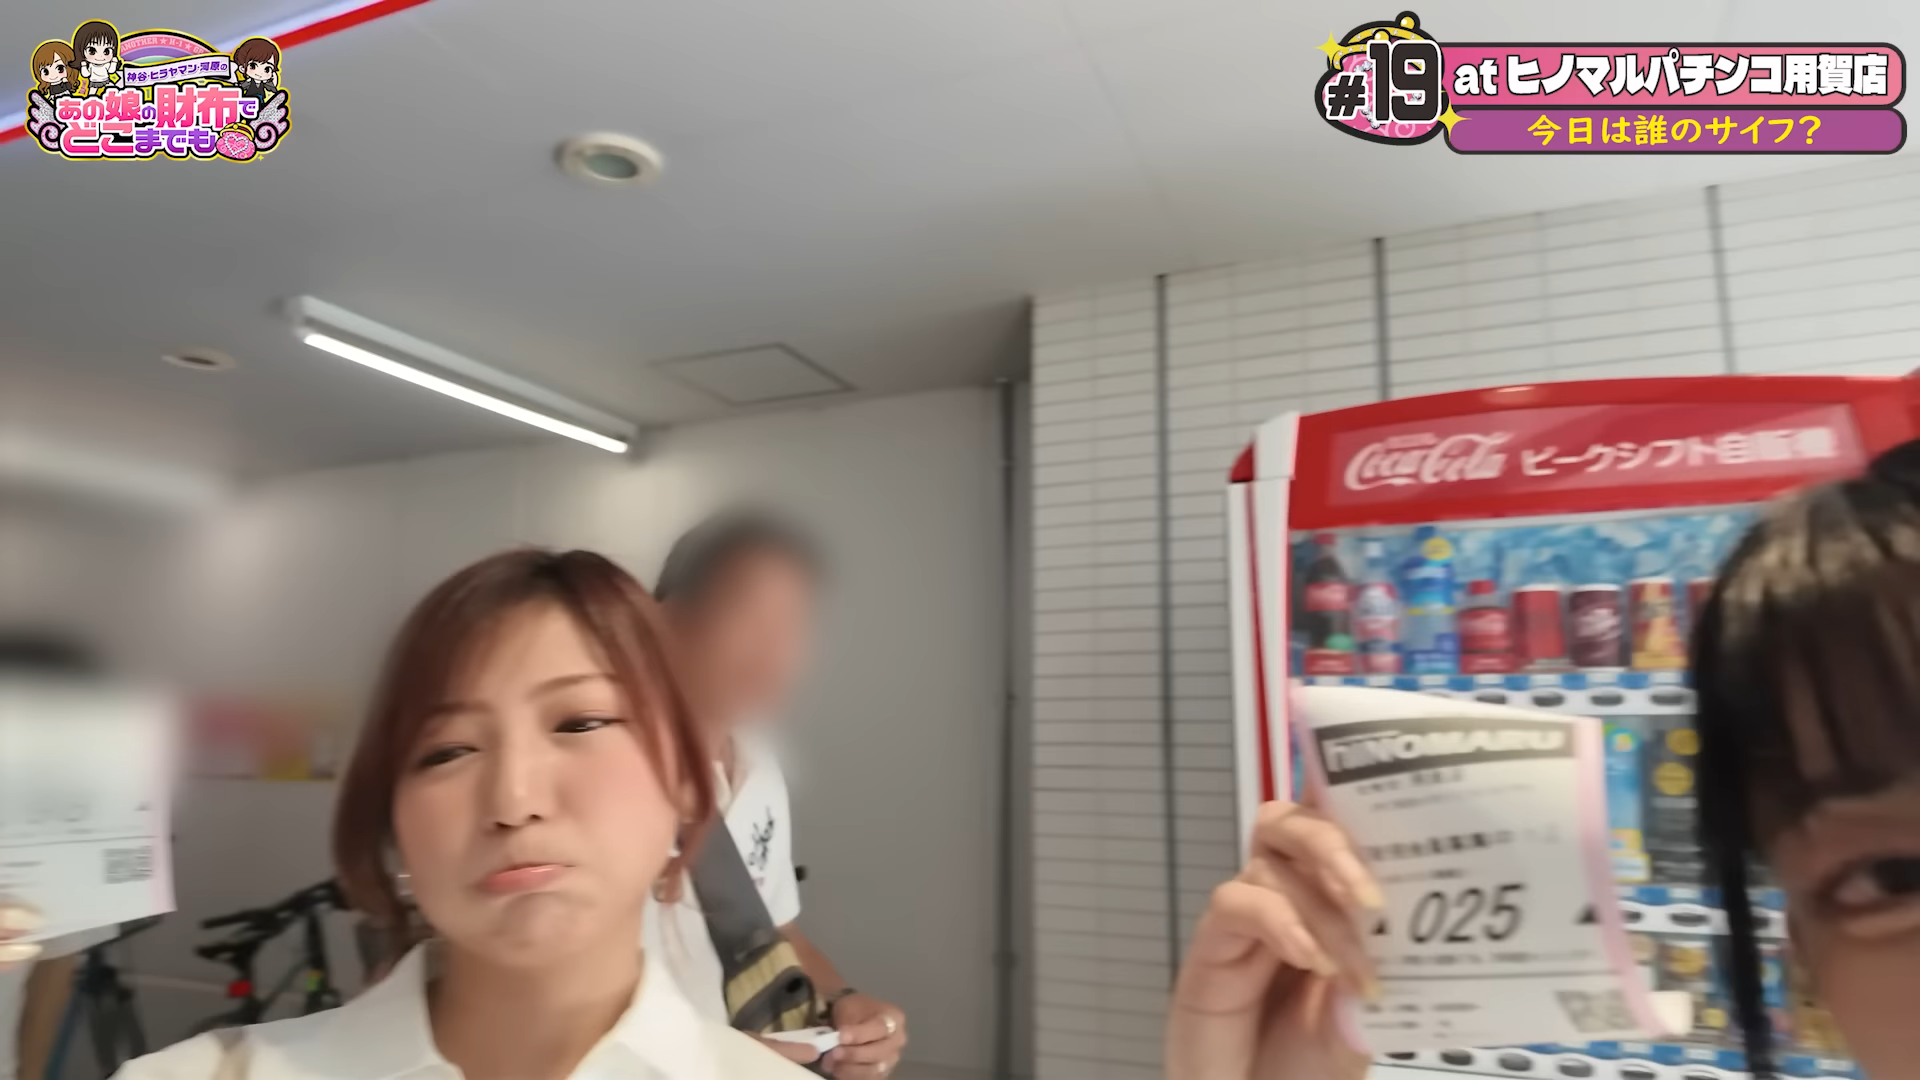 神谷・ヒラヤマン・河原の
あの娘の財布で
どこまでも
#19
at ヒノマルパチンコ用賀店
今日は誰のサイフ？
Coca-Cola ピークシフト自販機
HINOMARU
025